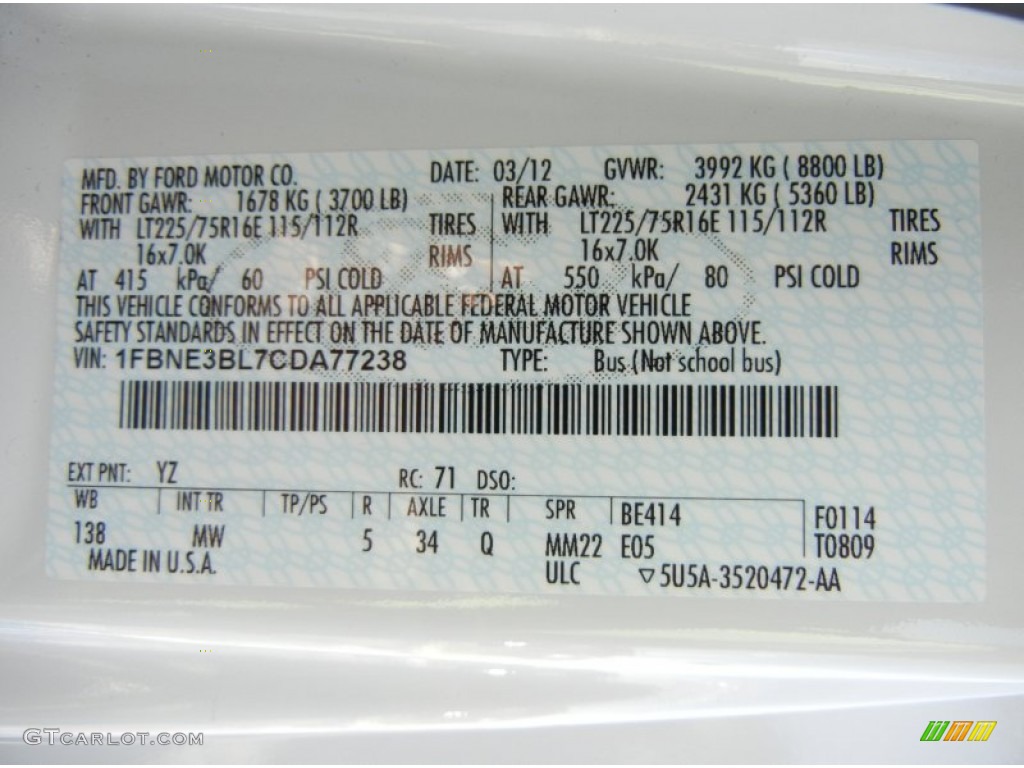 MFD. BY FORD MOTOR CO. DATE: 03/12 GVWR: 3992 KG ( 8800 LB)
FRONT GAWR: 1678 KG ( 3700 LB) REAR GAWR: 2431 KG ( 5360 LB)
WITH LT225/75R16E 115/112R TIRES WITH LT225/75R16E 115/112R TIRES
16x7.0K RIMS 16x7.0K RIMS
AT 415 kPa/ 60 PSI COLD AT 550 kPa/ 80 PSI COLD
THIS VEHICLE CONFORMS TO ALL APPLICABLE FEDERAL MOTOR VEHICLE
SAFETY STANDARDS IN EFFECT ON THE DATE OF MANUFACTURE SHOWN ABOVE.
VIN: 1FBNE3BL7CDA77238 TYPE: Bus (Not school bus)
EXT PNT: YZ RC: 71 DSO:
WB INT TR TP/PS R AXLE TR SPR BE414 F0114
138 MW 5 34 Q MM22 E05 T0809
MADE IN U.S.A. ULC ▽5U5A-3520472-AA
GTCARLOT.COM